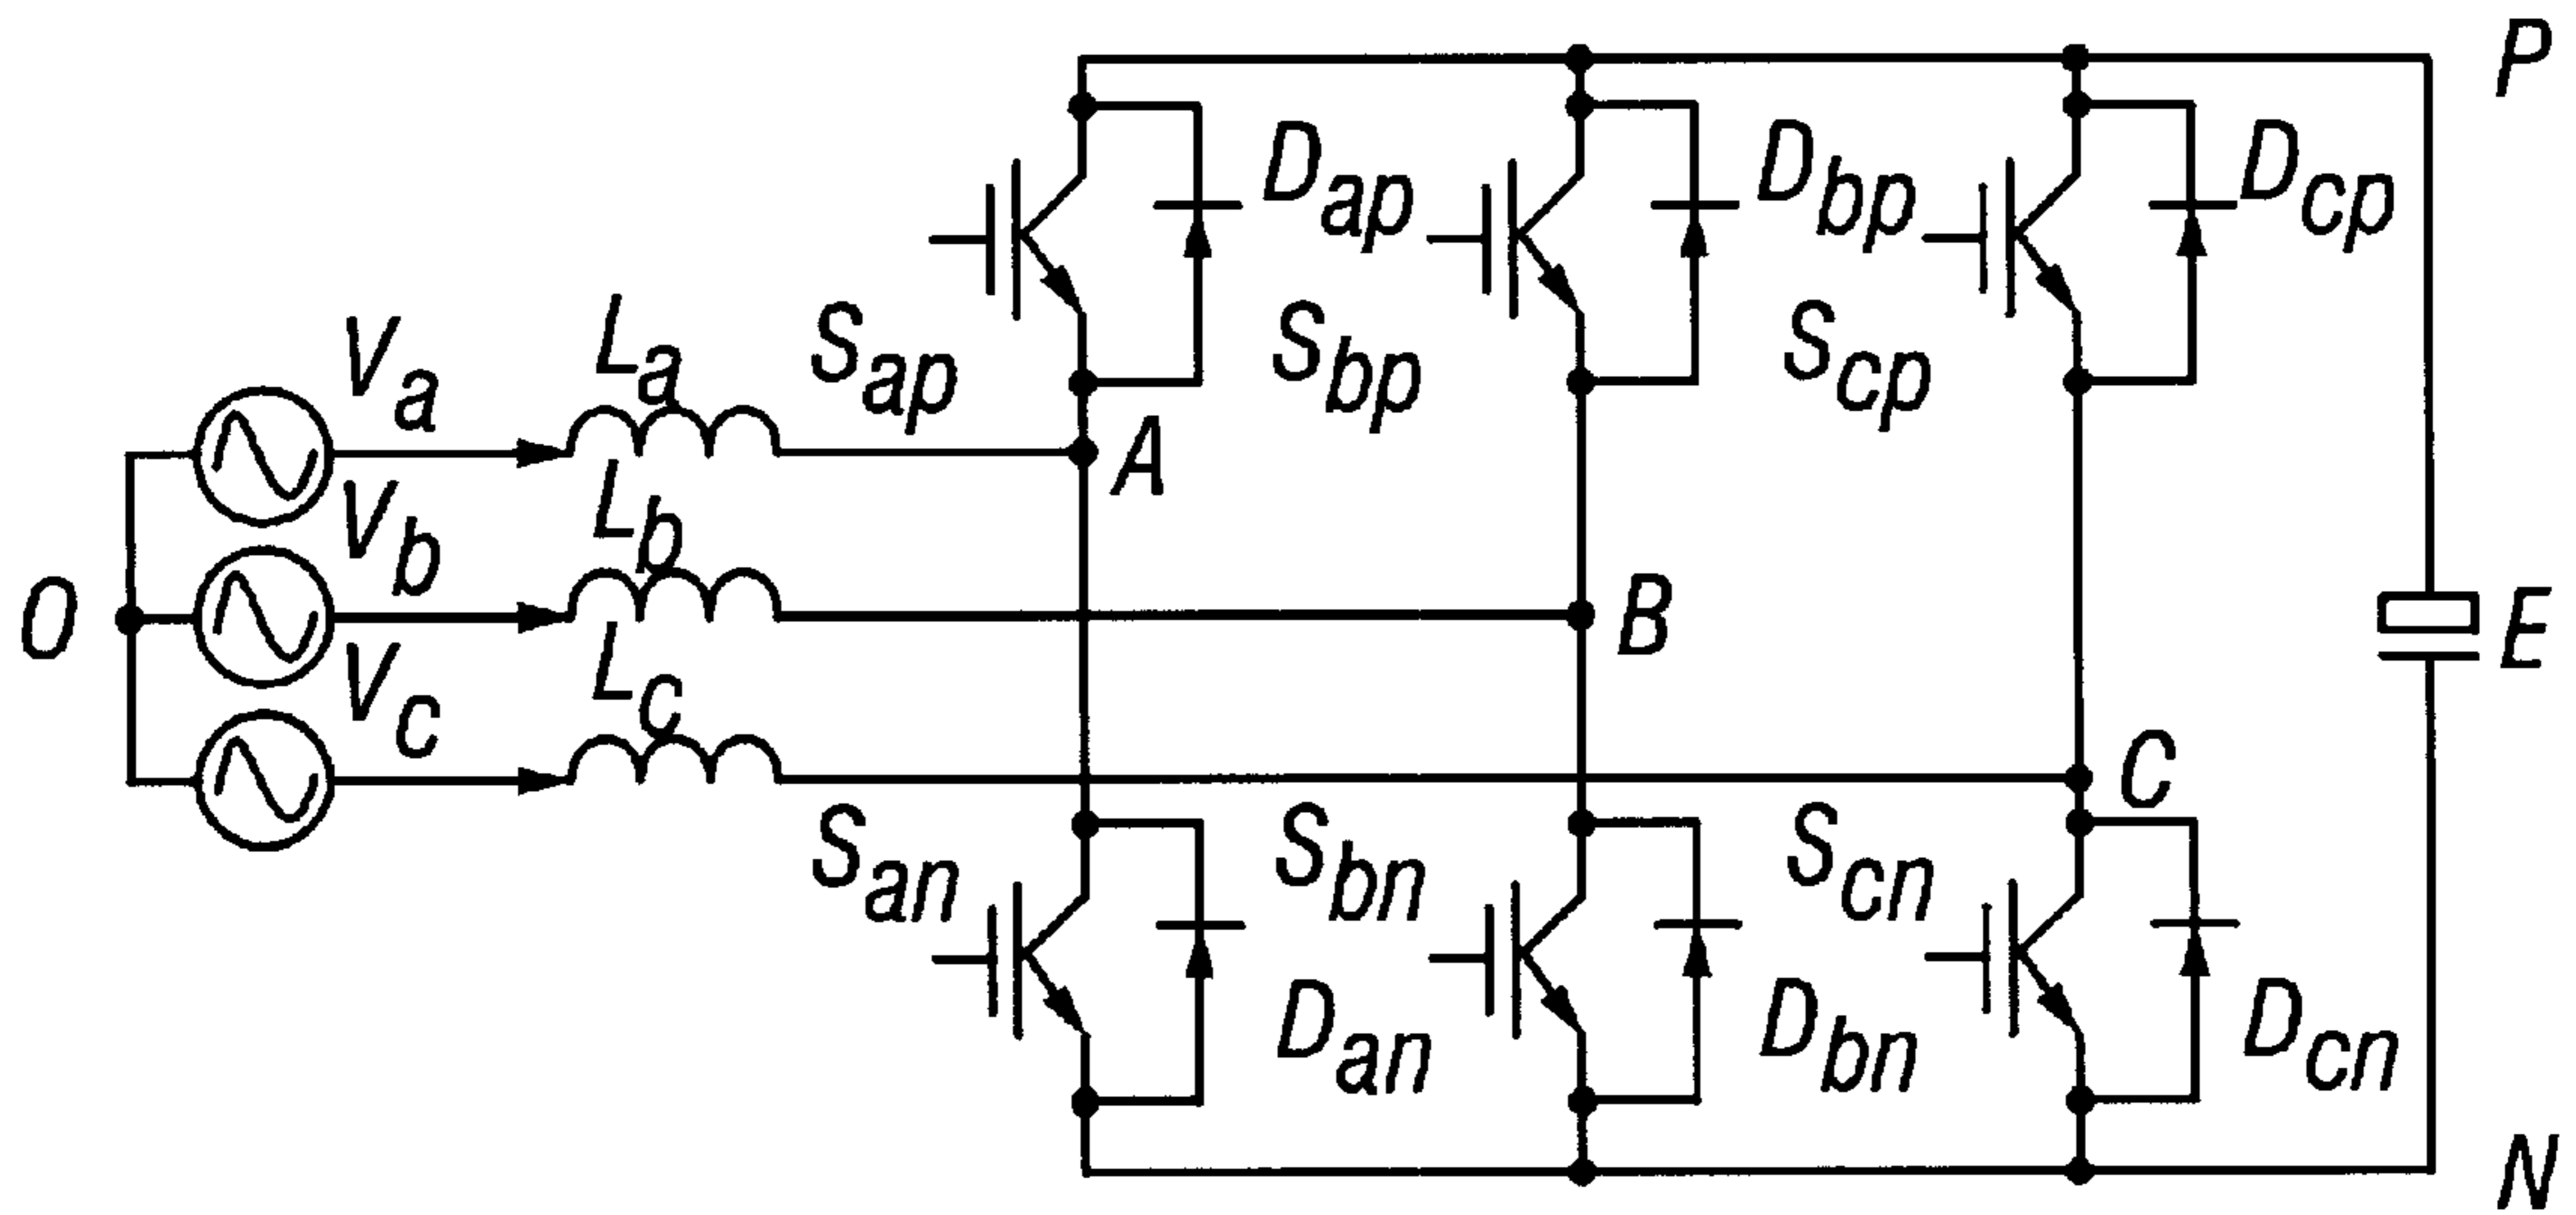 P
D_ap
D_bp
D_cp
V_a
L_a
S_ap
S_bp
S_cp
A
V_b
L_b
O
B
E
V_c
L_c
C
S_an
S_bn
S_cn
D_an
D_bn
D_cn
N